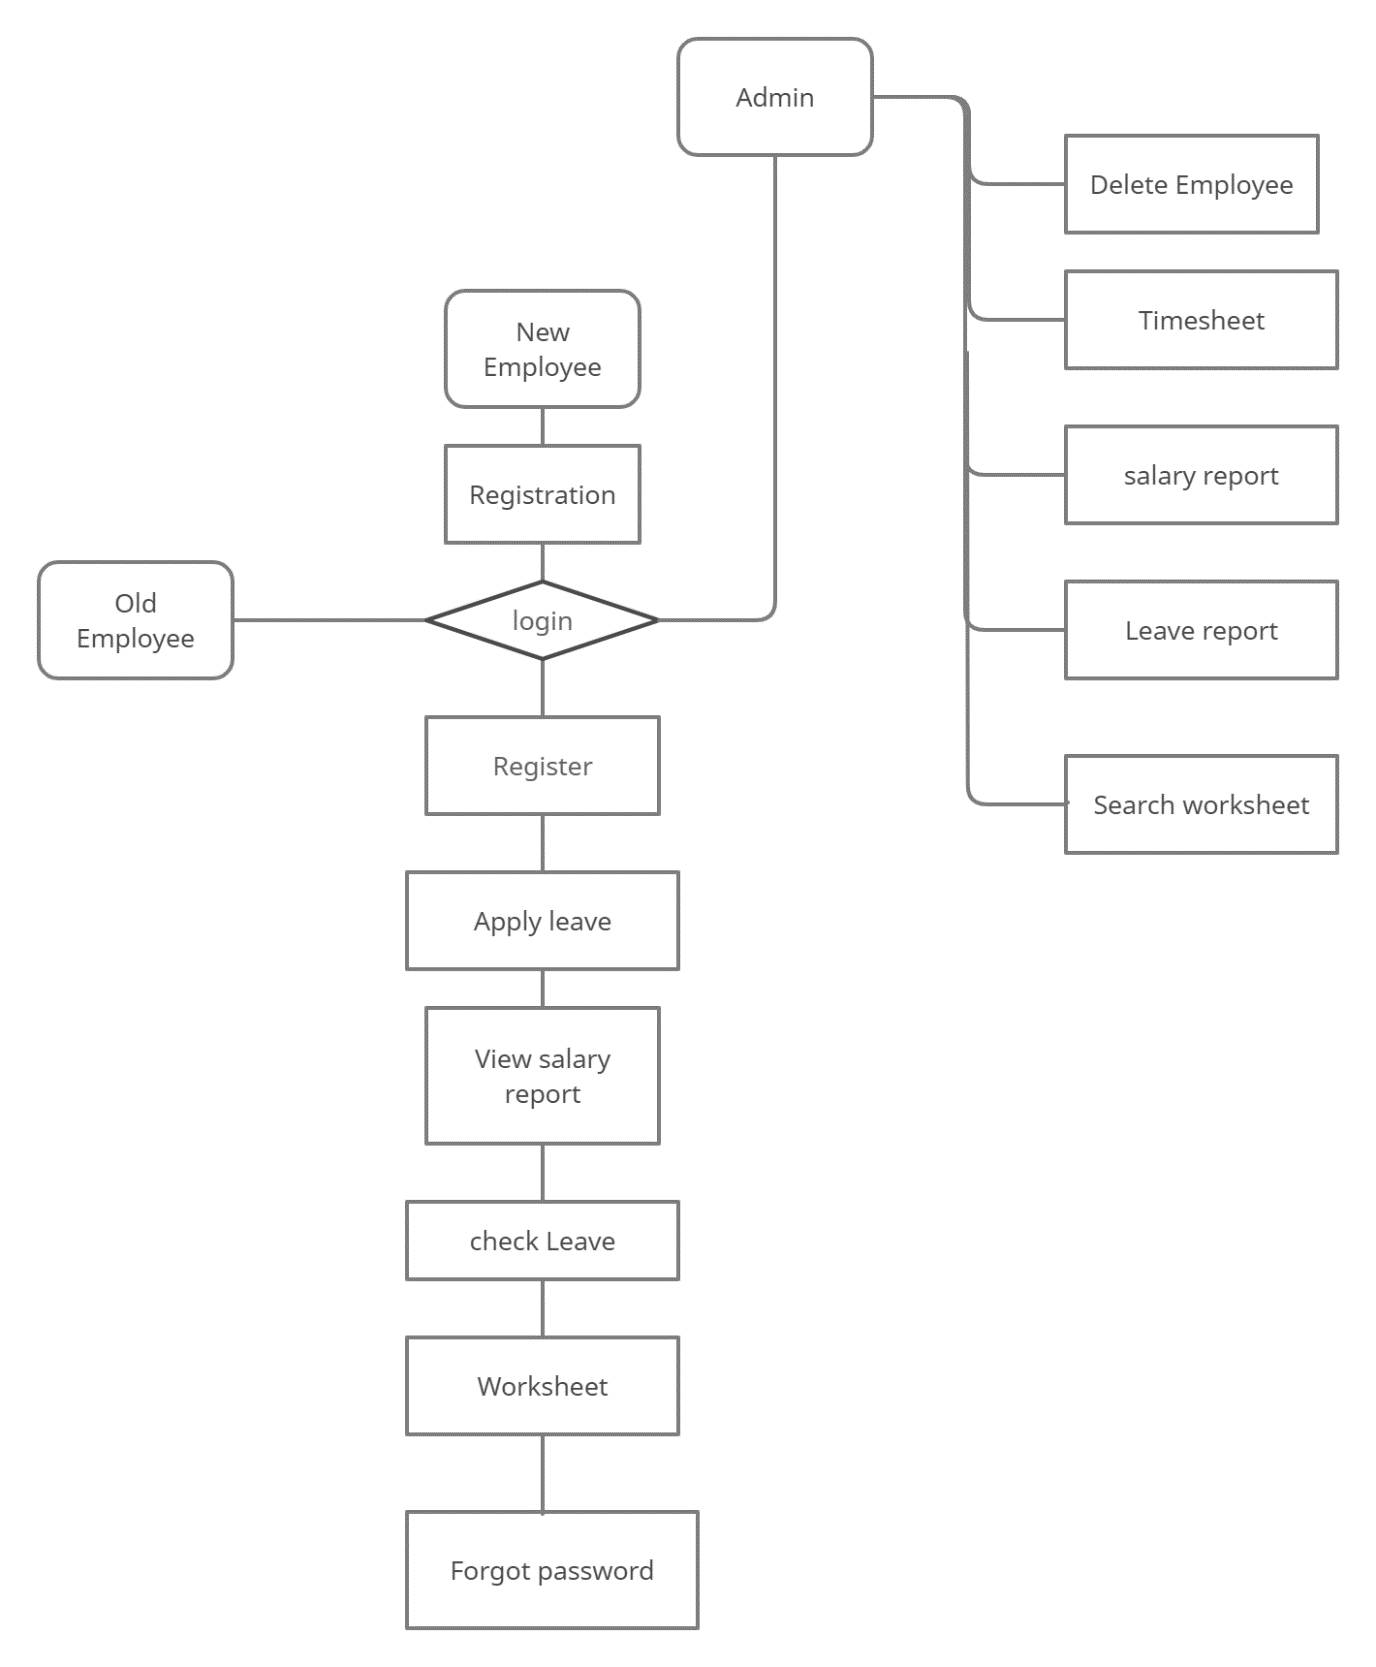 Admin
Delete Employee
Timesheet
New
Employee
salary report
Registration
Old
Employee
login
Leave report
Register
Search worksheet
Apply leave
View salary
report
check Leave
Worksheet
Forgot password